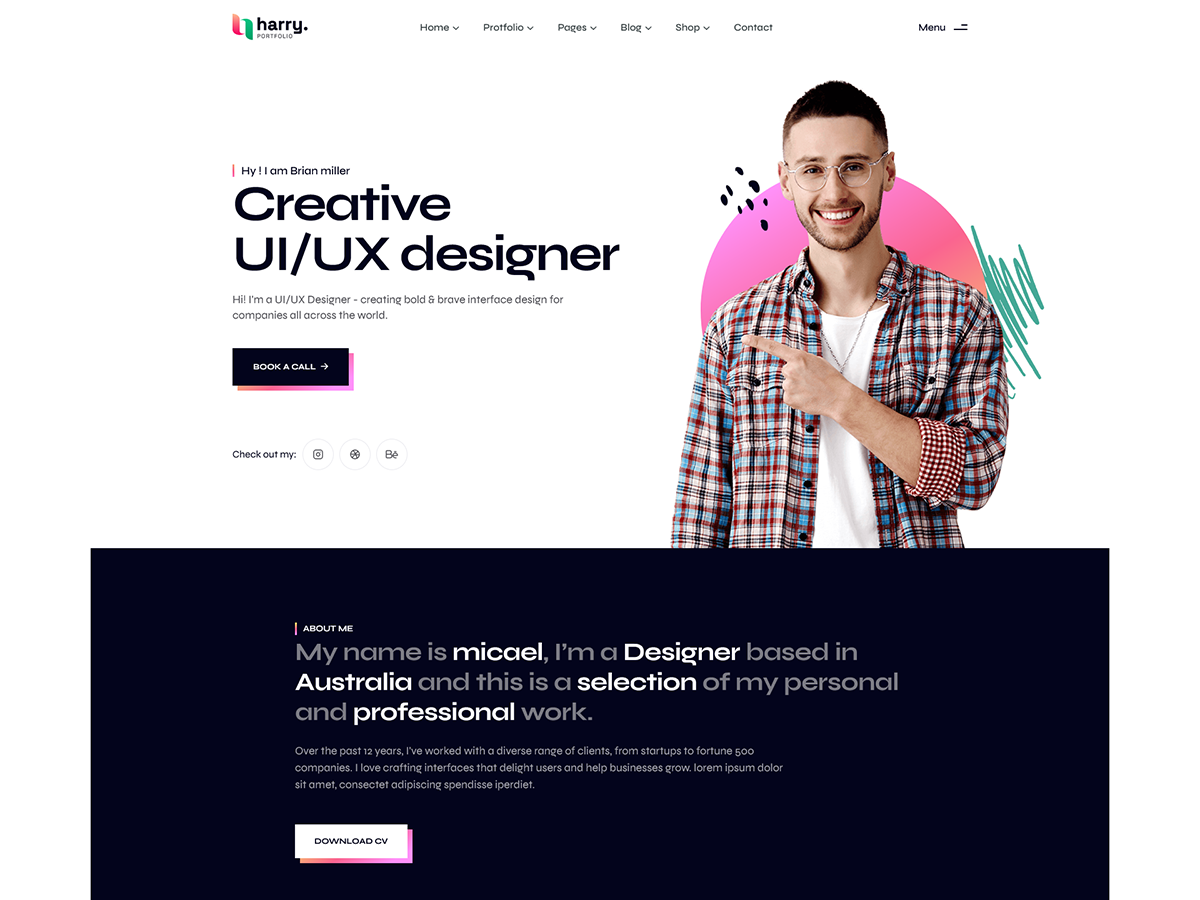 harry.
PORTFOLIO
Home Protfolio Pages Blog Shop Contact
Menu
Hy ! I am Brian miller
Creative
UI/UX designer
Hi! I'm a UI/UX Designer - creating bold & brave interface design for
companies all across the world.
BOOK A CALL →
Check out my:
Bē
ABOUT ME
My name is micael, I’m a Designer based in
Australia and this is a selection of my personal
and professional work.
Over the past 12 years, I've worked with a diverse range of clients, from startups to fortune 500
companies. I love crafting interfaces that delight users and help businesses grow. lorem ipsum dolor
sit amet, consectet adipiscing spendisse iperdiet.
DOWNLOAD CV